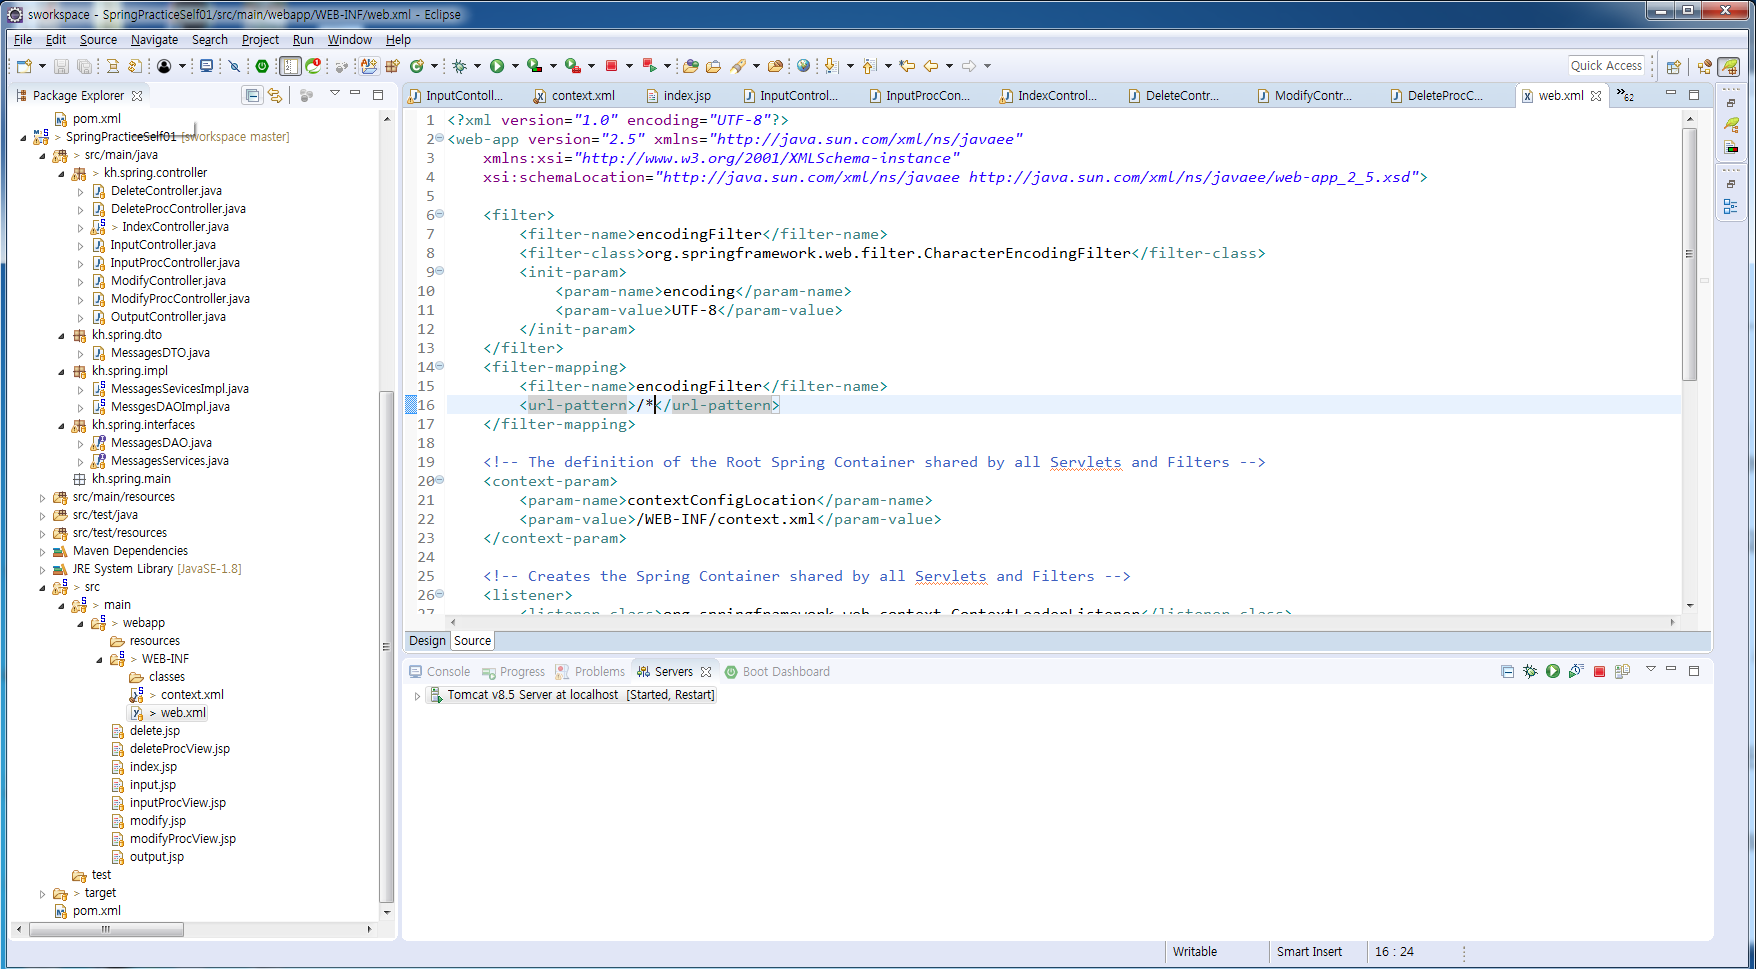 sworkspace - SpringPracticeSelf01/src/main/webapp/WEB-INF/web.xml - Eclipse
File Edit Source Navigate Search Project Run Window Help
Quick Access
Package Explorer
pom.xml
> SpringPracticeSelf01 [sworkspace master]
> src/main/java
> kh.spring.controller
DeleteController.java
DeleteProcController.java
> IndexController.java
InputController.java
InputProcController.java
ModifyController.java
ModifyProcController.java
OutputController.java
kh.spring.dto
MessagesDTO.java
kh.spring.impl
MessagesSevicesImpl.java
MessgesDAOImpl.java
kh.spring.interfaces
MessagesDAO.java
MessagesServices.java
kh.spring.main
src/main/resources
src/test/java
src/test/resources
Maven Dependencies
JRE System Library [JavaSE-1.8]
> src
> main
> webapp
resources
> WEB-INF
classes
> context.xml
> web.xml
delete.jsp
deleteProcView.jsp
index.jsp
input.jsp
inputProcView.jsp
modify.jsp
modifyProcView.jsp
output.jsp
test
> target
pom.xml
InputContoll... context.xml index.jsp InputControl... InputProcCon... IndexControl... DeleteContr... ModifyContr... DeleteProcC... web.xml »62
1 <?xml version="1.0" encoding="UTF-8"?>
2 <web-app version="2.5" xmlns="http://java.sun.com/xml/ns/javaee"
3 xmlns:xsi="http://www.w3.org/2001/XMLSchema-instance"
4 xsi:schemaLocation="http://java.sun.com/xml/ns/javaee http://java.sun.com/xml/ns/javaee/web-app_2_5.xsd">
5
6 <filter>
7 <filter-name>encodingFilter</filter-name>
8 <filter-class>org.springframework.web.filter.CharacterEncodingFilter</filter-class>
9 <init-param>
10 <param-name>encoding</param-name>
11 <param-value>UTF-8</param-value>
12 </init-param>
13 </filter>
14 <filter-mapping>
15 <filter-name>encodingFilter</filter-name>
16 <url-pattern>/*</url-pattern>
17 </filter-mapping>
18
19 <!-- The definition of the Root Spring Container shared by all Servlets and Filters -->
20 <context-param>
21 <param-name>contextConfigLocation</param-name>
22 <param-value>/WEB-INF/context.xml</param-value>
23 </context-param>
24
25 <!-- Creates the Spring Container shared by all Servlets and Filters -->
26 <listener>
27 <listener-class>org.springframework.web.context.ContextLoaderListener</listener-class>
Design Source
Console Progress Problems Servers Boot Dashboard
Tomcat v8.5 Server at localhost [Started, Restart]
Writable Smart Insert 16 : 24